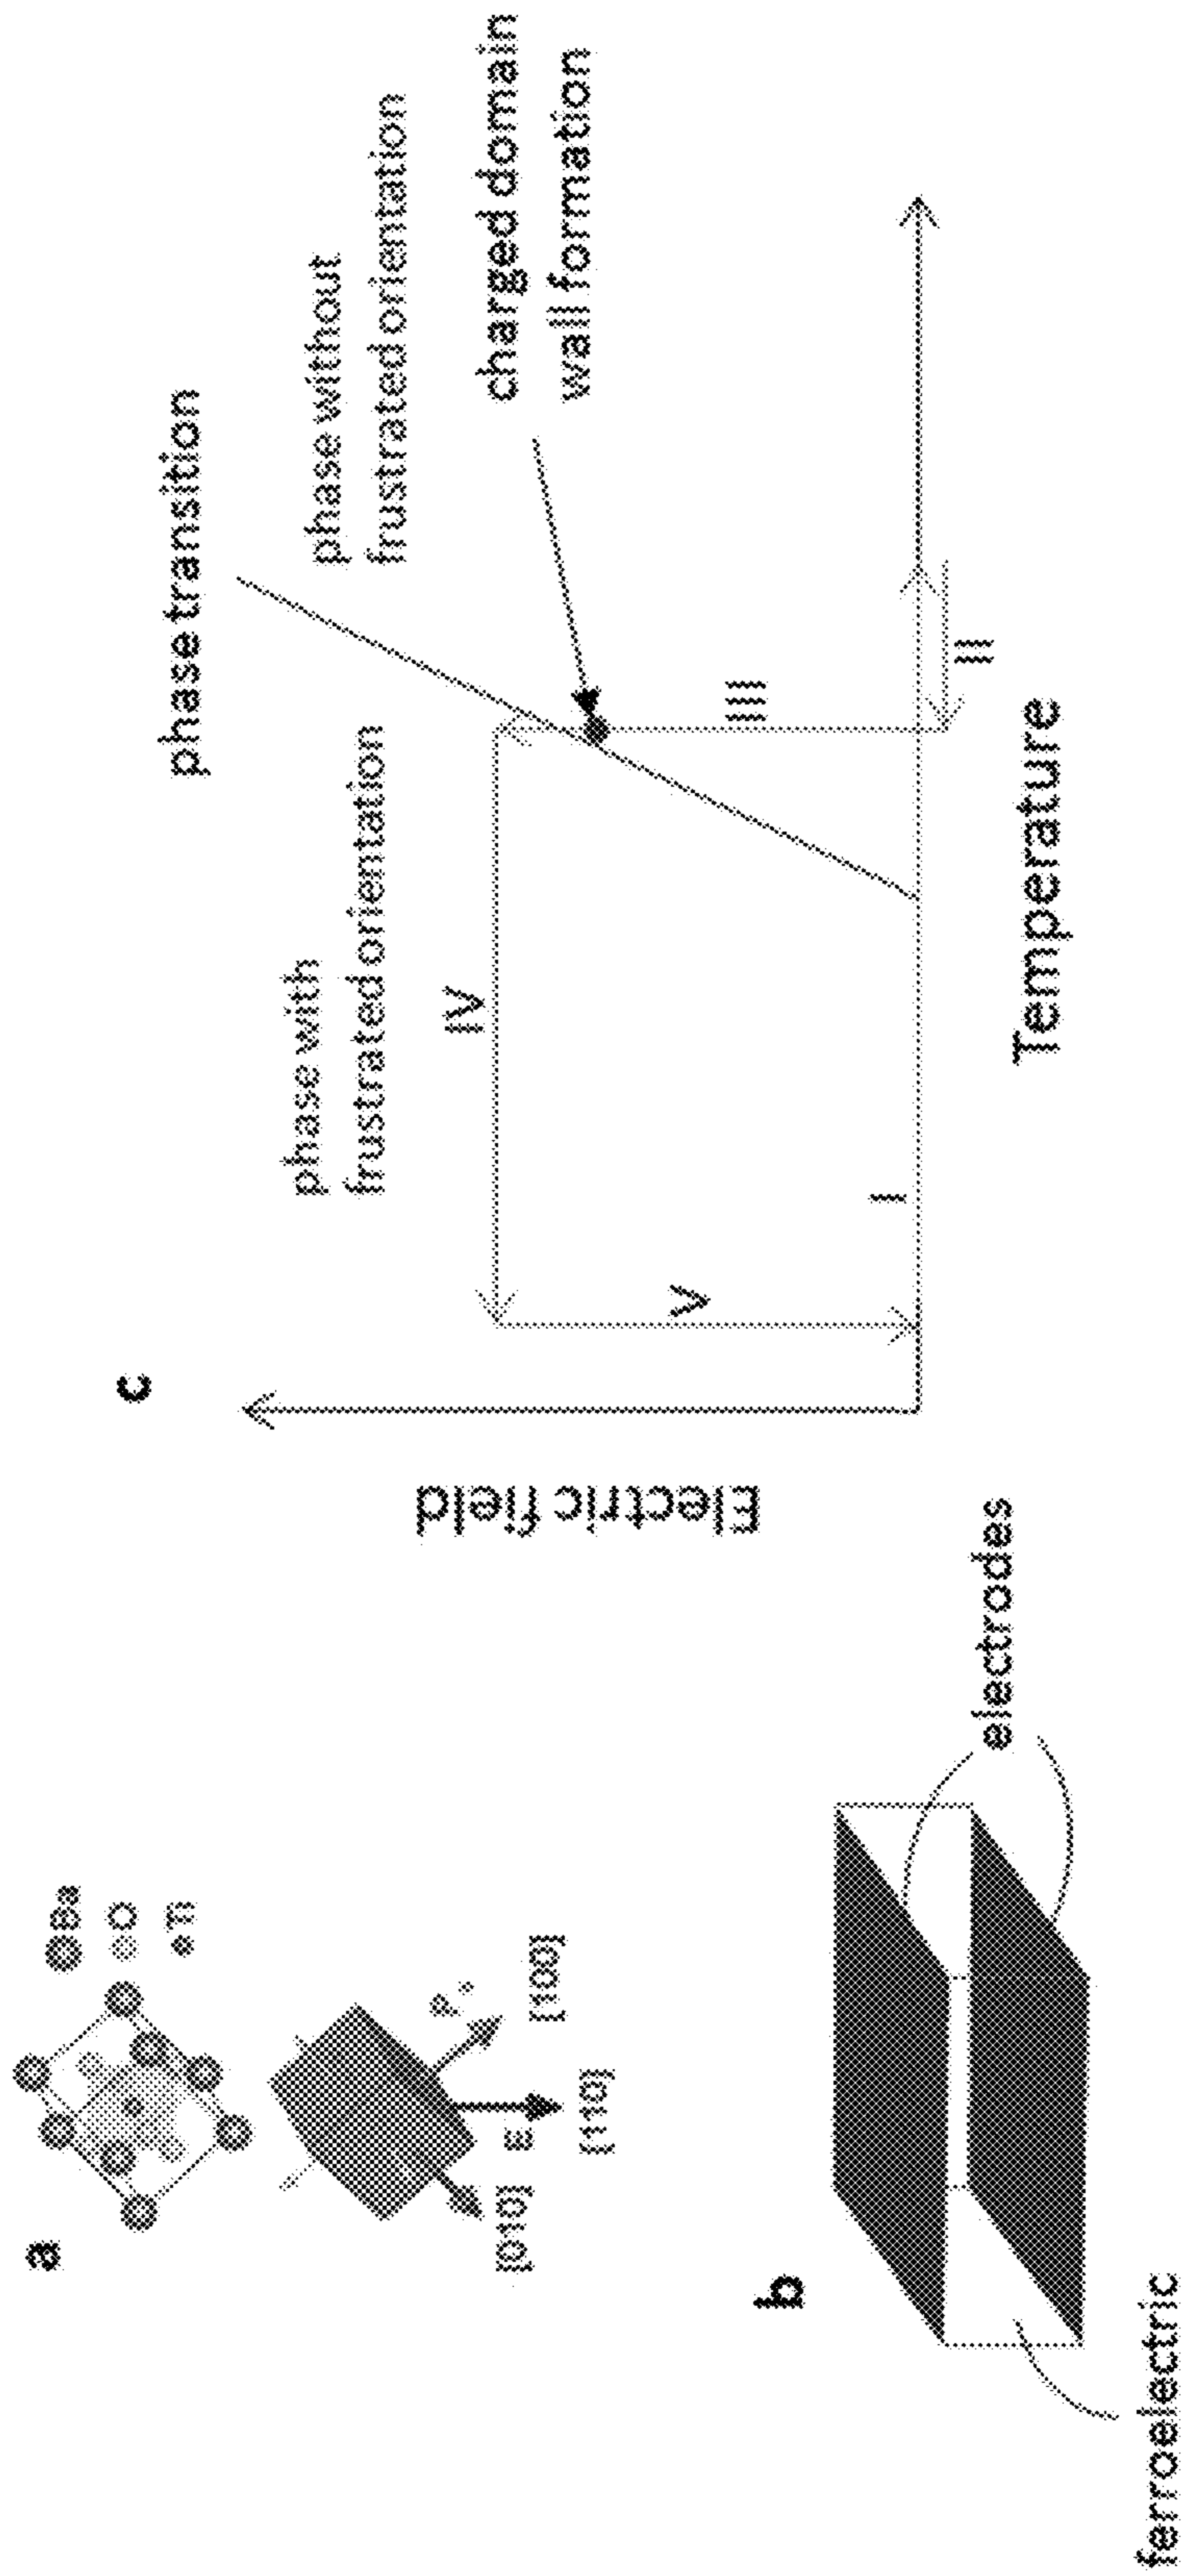 a
Ba
O
Ti
Ps
[010]
E
[110]
[100]
b
ferroelectric
electrodes
c
Electric field
phase transition
phase with
frustrated orientation
phase without
frustrated orientation
charged domain
wall formation
IV
V
III
I
II
Temperature